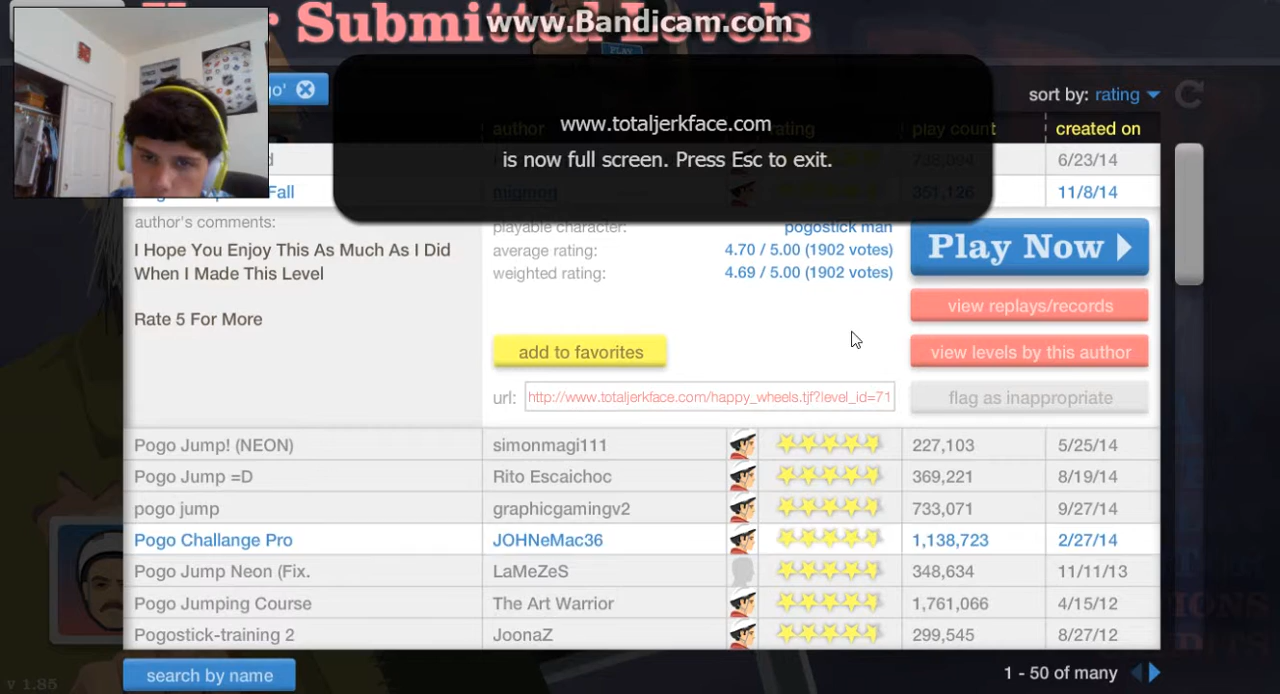 www.Bandicam.com
Submitted Levels
www.totaljerkface.com
is now full screen. Press Esc to exit.
sort by: rating
author
play count
created on
6/23/14
Fall
migmog
351,126
11/8/14
author's comments:
I Hope You Enjoy This As Much As I Did
When I Made This Level
Rate 5 For More
playable character:
pogostick man
average rating:
4.70 / 5.00 (1902 votes)
weighted rating:
4.69 / 5.00 (1902 votes)
Play Now
view replays/records
add to favorites
view levels by this author
url:
http://www.totaljerkface.com/happy_wheels.tjf?level_id=71
flag as inappropriate
Pogo Jump! (NEON) simonmagi111 227,103 5/25/14
Pogo Jump =D Rito Escaichoc 369,221 8/19/14
pogo jump graphicgamingv2 733,071 9/27/14
Pogo Challange Pro JOHNeMac36 1,138,723 2/27/14
Pogo Jump Neon (Fix. LaMeZeS 348,634 11/11/13
Pogo Jumping Course The Art Warrior 1,761,066 4/15/12
Pogostick-training 2 JoonaZ 299,545 8/27/12
search by name
1 - 50 of many
v 1.85